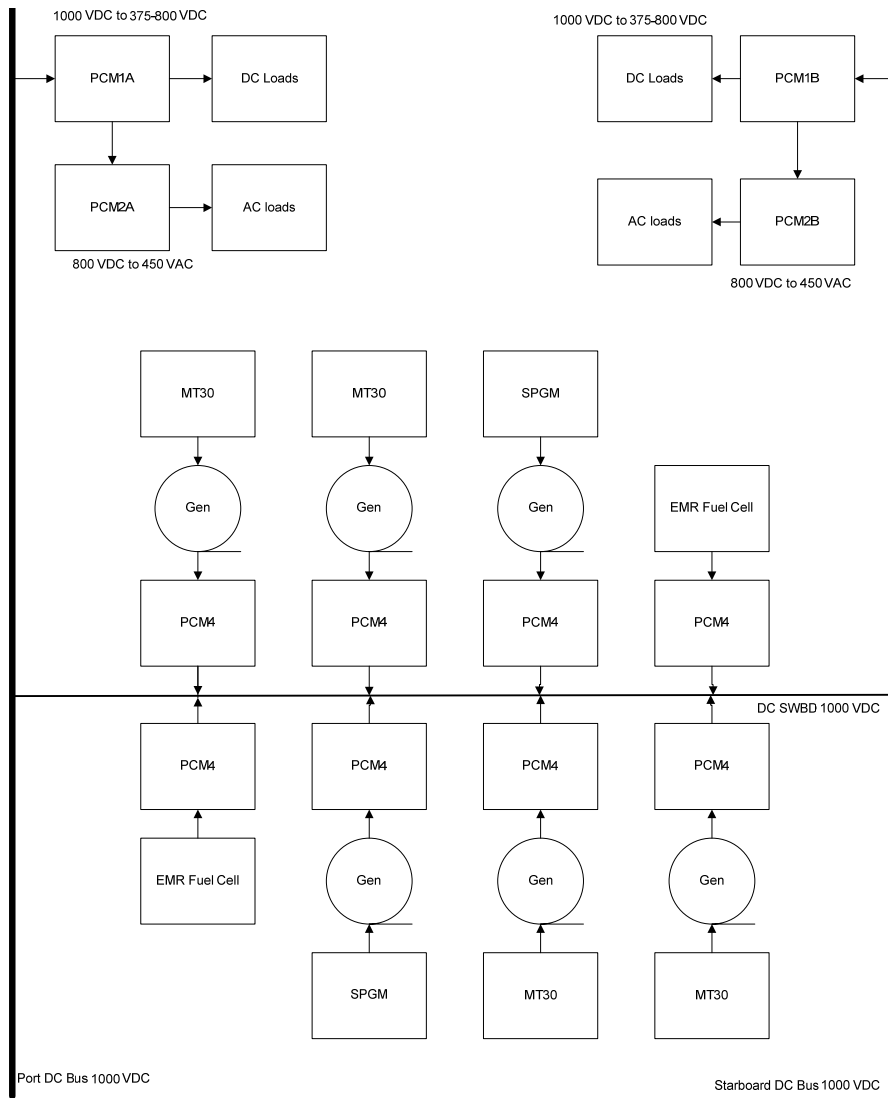 1000 VDC to 375-800 VDC
1000 VDC to 375-800 VDC
PCM1A
DC Loads
DC Loads
PCM1B
PCM2A
AC loads
AC loads
PCM2B
800 VDC to 450 VAC
800 VDC to 450 VAC
MT30
MT30
SPGM
Gen
Gen
Gen
EMR Fuel Cell
PCM4
PCM4
PCM4
PCM4
DC SWBD 1000 VDC
PCM4
PCM4
PCM4
PCM4
EMR Fuel Cell
Gen
Gen
Gen
SPGM
MT30
MT30
Port DC Bus 1000 VDC
Starboard DC Bus 1000 VDC